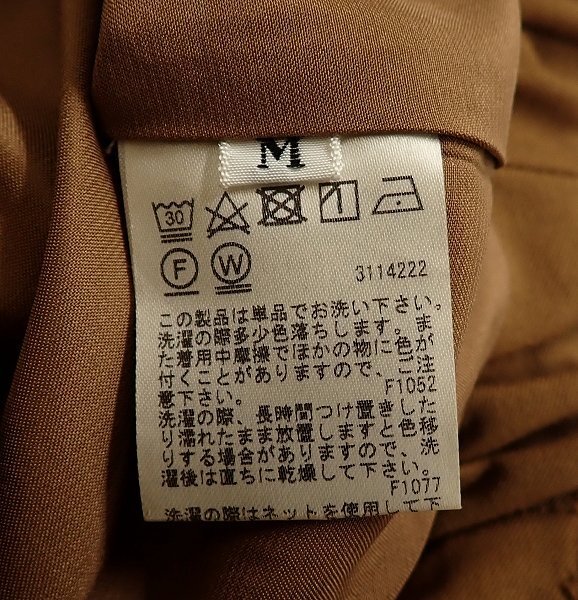 M
30
F W
3114222
この製品は単品でお洗い下さい。
洗濯の際多少色落ちします。ま
た着用中摩擦でほかの物に色が
付くことがありますので、ご注
意下さい。
F1052
洗濯の際、長時間つけ置きした
り濡れたまま放置しますと色移
りする場合がありますので、洗
濯後は直ちに乾燥して下さい。
F1077
洗濯の際はネットを使用して下